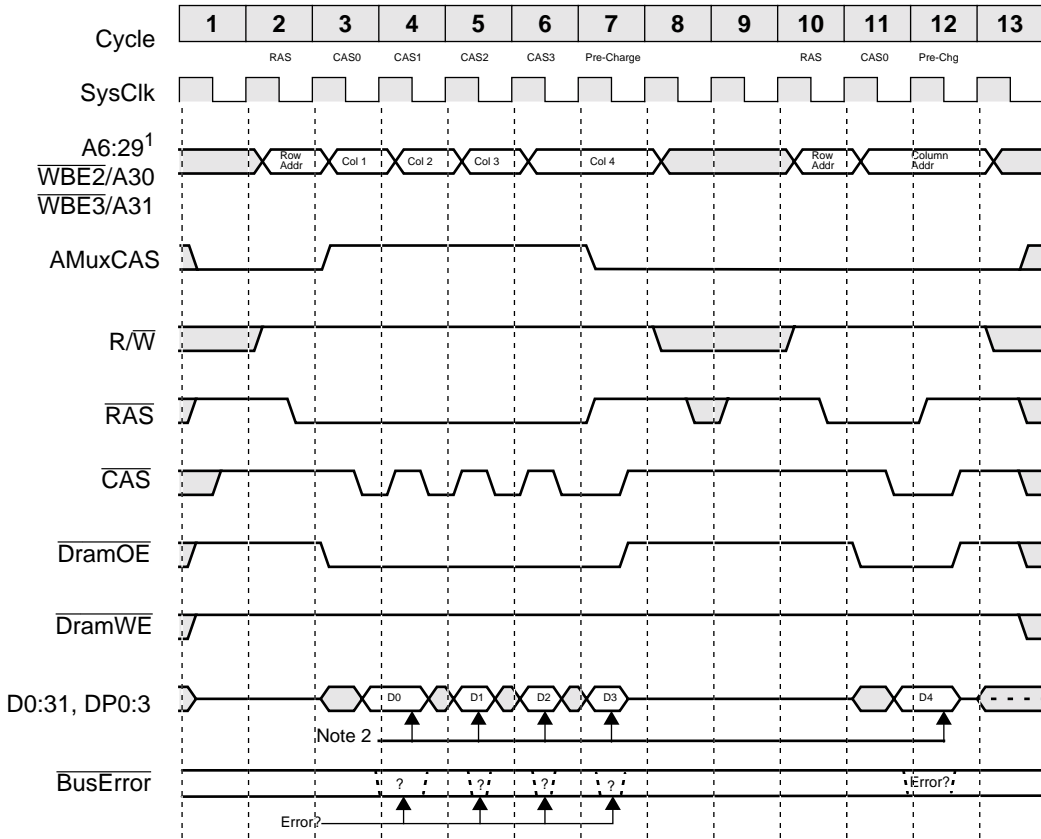 Cycle 1 2 3 4 5 6 7 8 9 10 11 12 13
RAS CAS0 CAS1 CAS2 CAS3 Pre-Charge RAS CAS0 Pre-Chg
SysClk
A6:29¹ Row Addr Col 1 Col 2 Col 3 Col 4 Row Addr Column Addr
WBE2/A30
WBE3/A31
AMuxCAS
R/W
RAS
CAS
DramOE
DramWE
D0:31, DP0:3 D0 D1 D2 D3 D4
Note 2
BusError ? ? ? ? Error?
Error?